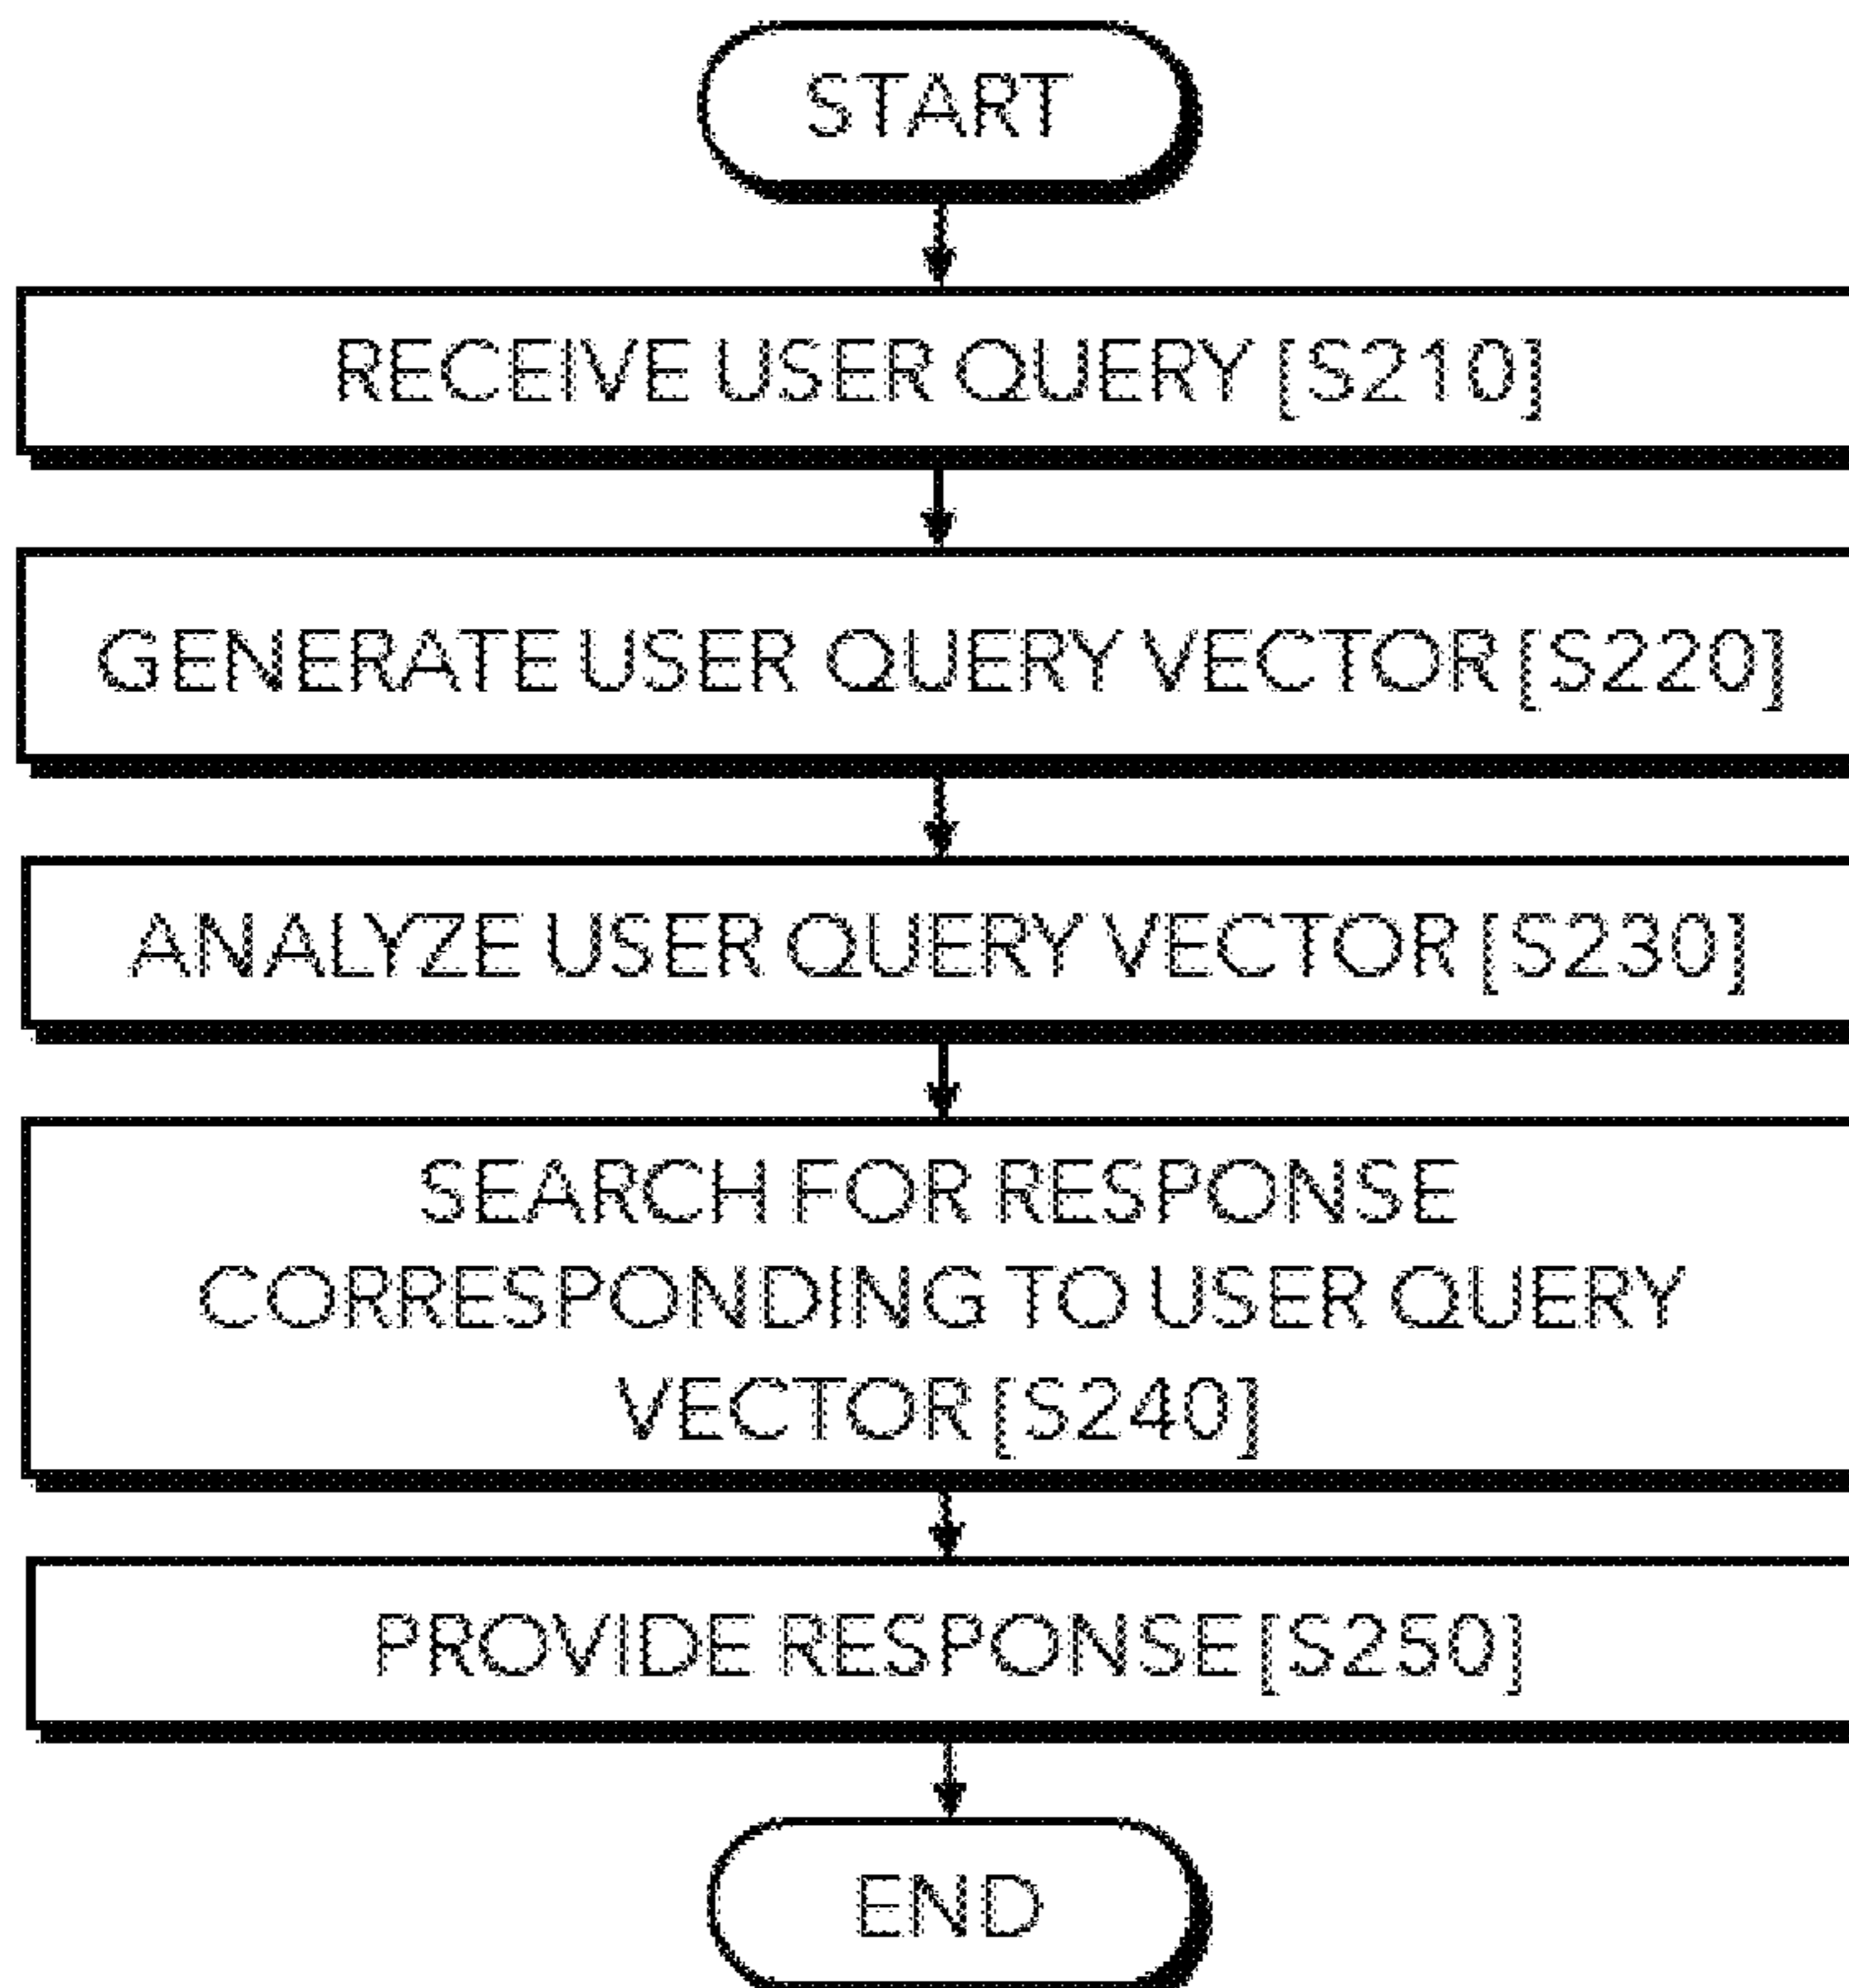 START
RECEIVE USER QUERY [S210]
GENERATE USER QUERY VECTOR [S220]
ANALYZE USER QUERY VECTOR [S230]
SEARCH FOR RESPONSE
CORRESPONDING TO USER QUERY
VECTOR [S240]
PROVIDE RESPONSE [S250]
END